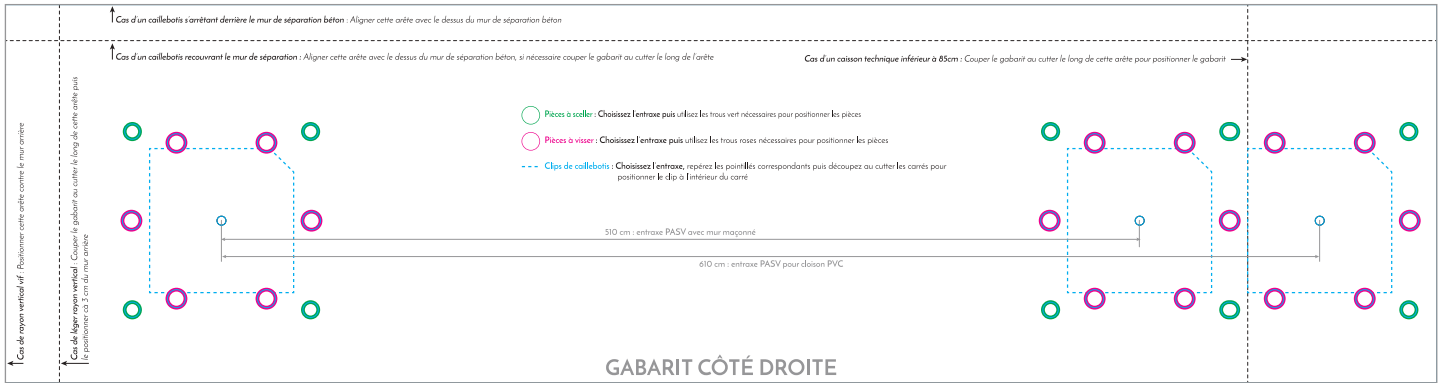 Cas d'un caillebotis s'arrêtant derrière le mur de séparation béton : Aligner cette arête avec le dessus du mur de séparation béton
Cas d'un caillebotis recouvrant le mur de séparation : Aligner cette arête avec le dessus du mur de séparation béton, si nécessaire couper le gabarit au cutter le long de l'arête
Cas d'un caisson technique inférieur à 85cm : Couper le gabarit au cutter le long de cette arête pour positionner le gabarit
Cas de rayon vertical vif : Positionner cette arête contre le mur arrière
Cas de léger rayon vertical : Couper le gabarit au cutter le long de cette arête puis
le positionner cà 3 cm du mur arrière
Pièces à sceller : Choisissez l'entraxe puis utilisez les trous vert nécessaires pour positionner les pièces
Pièces à visser : Choisissez l'entraxe puis utilisez les trous roses nécessaires pour positionner les pièces
Clips de caillebotis : Choisissez l'entraxe, repérez les pointillés correspondants puis découpez au cutter les carrés pour
positionner le clip à l'intérieur du carré
510 cm : entraxe PASV avec mur maçonné
610 cm : entraxe PASV pour cloison PVC
GABARIT CÔTÉ DROITE